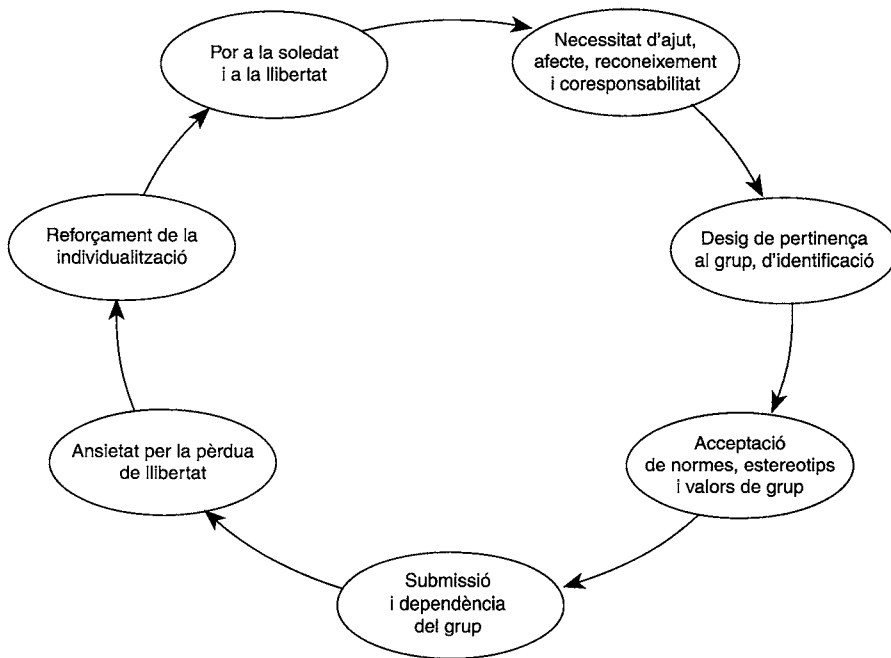 Por a la soledat
i a la llibertat
Necessitat d'ajut,
afecte, reconeixement
i coresponsabilitat
Desig de pertinença
al grup, d'identificació
Acceptació
de normes, estereotips
i valors de grup
Submissió
i dependència
del grup
Ansietat per la pèrdua
de llibertat
Reforçament de la
individualització